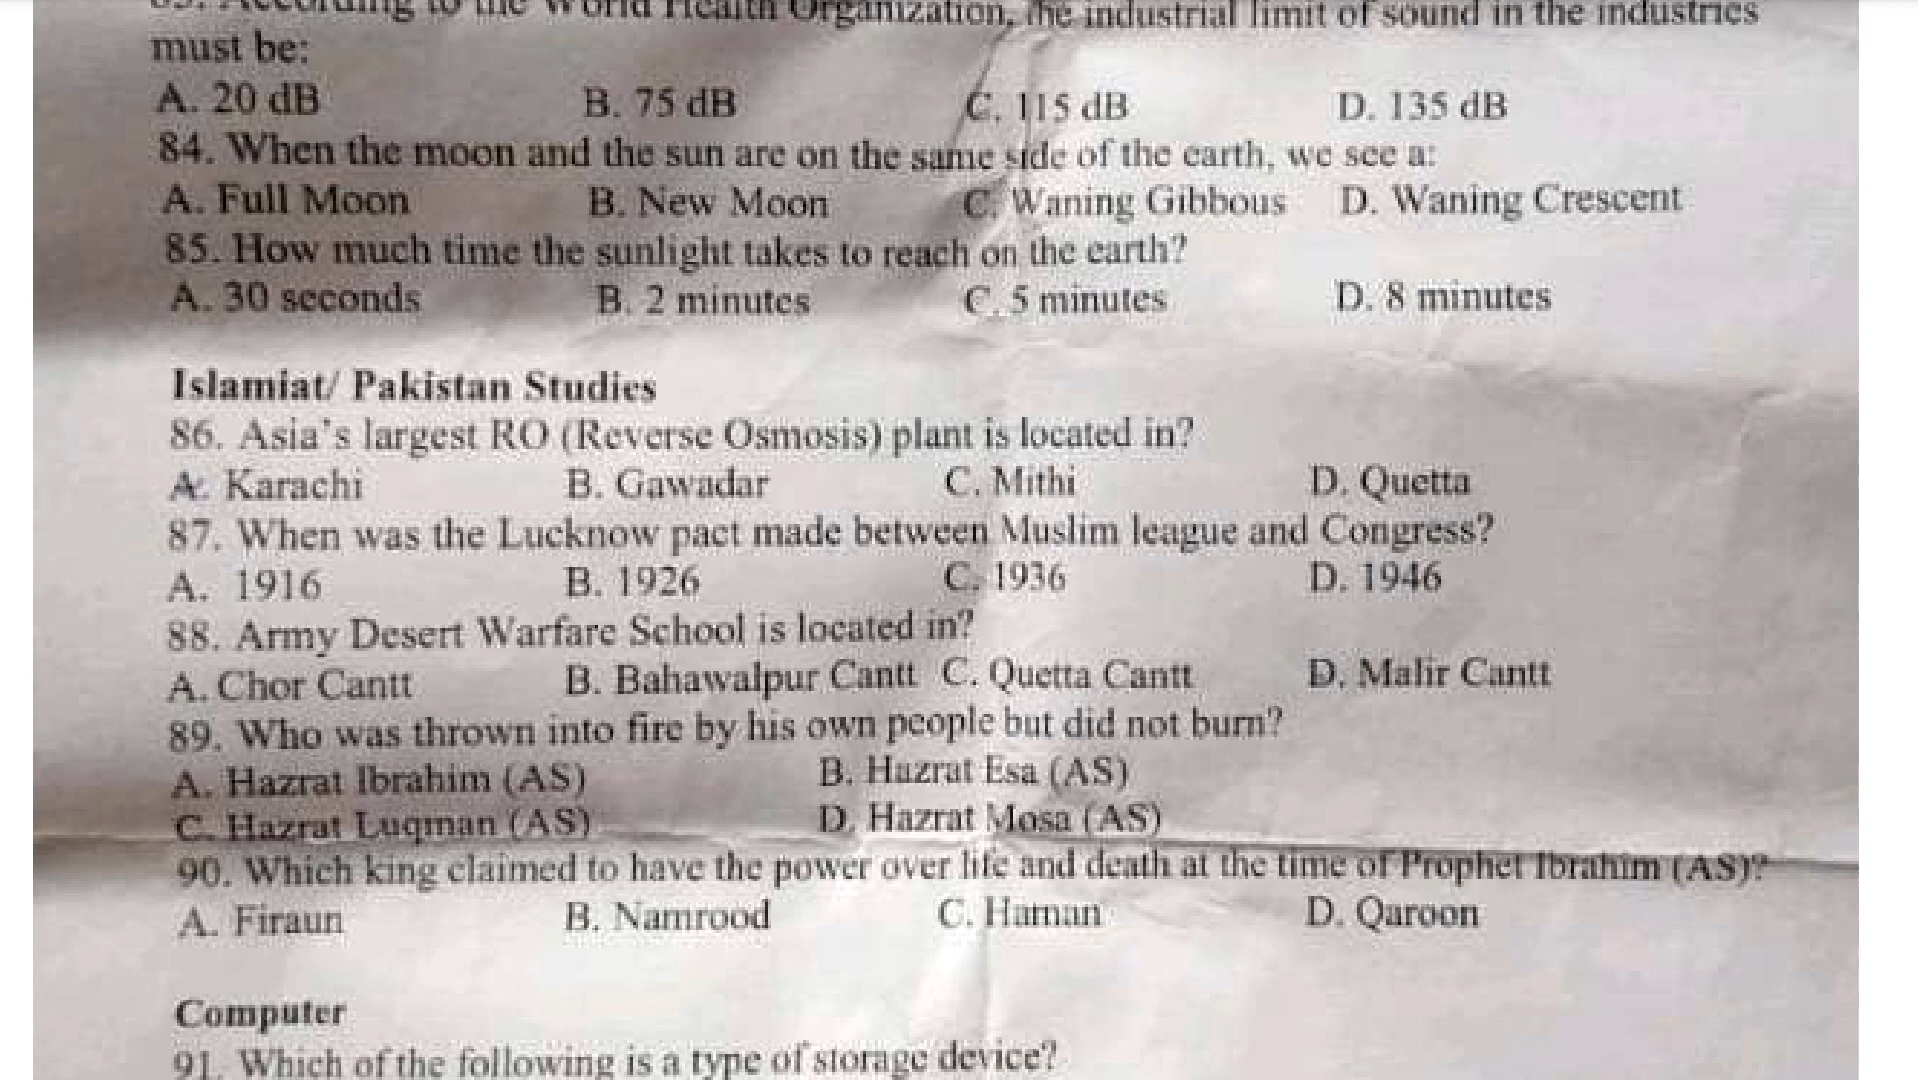 83. According to the World Health Organization, the industrial limit of sound in the industries
must be:
A. 20 dB B. 75 dB C. 115 dB D. 135 dB
84. When the moon and the sun are on the same side of the earth, we see a:
A. Full Moon B. New Moon C. Waning Gibbous D. Waning Crescent
85. How much time the sunlight takes to reach on the earth?
A. 30 seconds B. 2 minutes C. 5 minutes D. 8 minutes
Islamiat/ Pakistan Studies
86. Asia's largest RO (Reverse Osmosis) plant is located in?
A. Karachi B. Gawadar C. Mithi D. Quetta
87. When was the Lucknow pact made between Muslim league and Congress?
A. 1916 B. 1926 C. 1936 D. 1946
88. Army Desert Warfare School is located in?
A. Chor Cantt B. Bahawalpur Cantt C. Quetta Cantt D. Malir Cantt
89. Who was thrown into fire by his own people but did not burn?
A. Hazrat Ibrahim (AS) B. Hazrat Esa (AS)
C. Hazrat Luqman (AS) D. Hazrat Mosa (AS)
90. Which king claimed to have the power over life and death at the time of Prophet Ibrahim (AS)?
A. Firaun B. Namrood C. Haman D. Qaroon
Computer
91. Which of the following is a type of storage device?